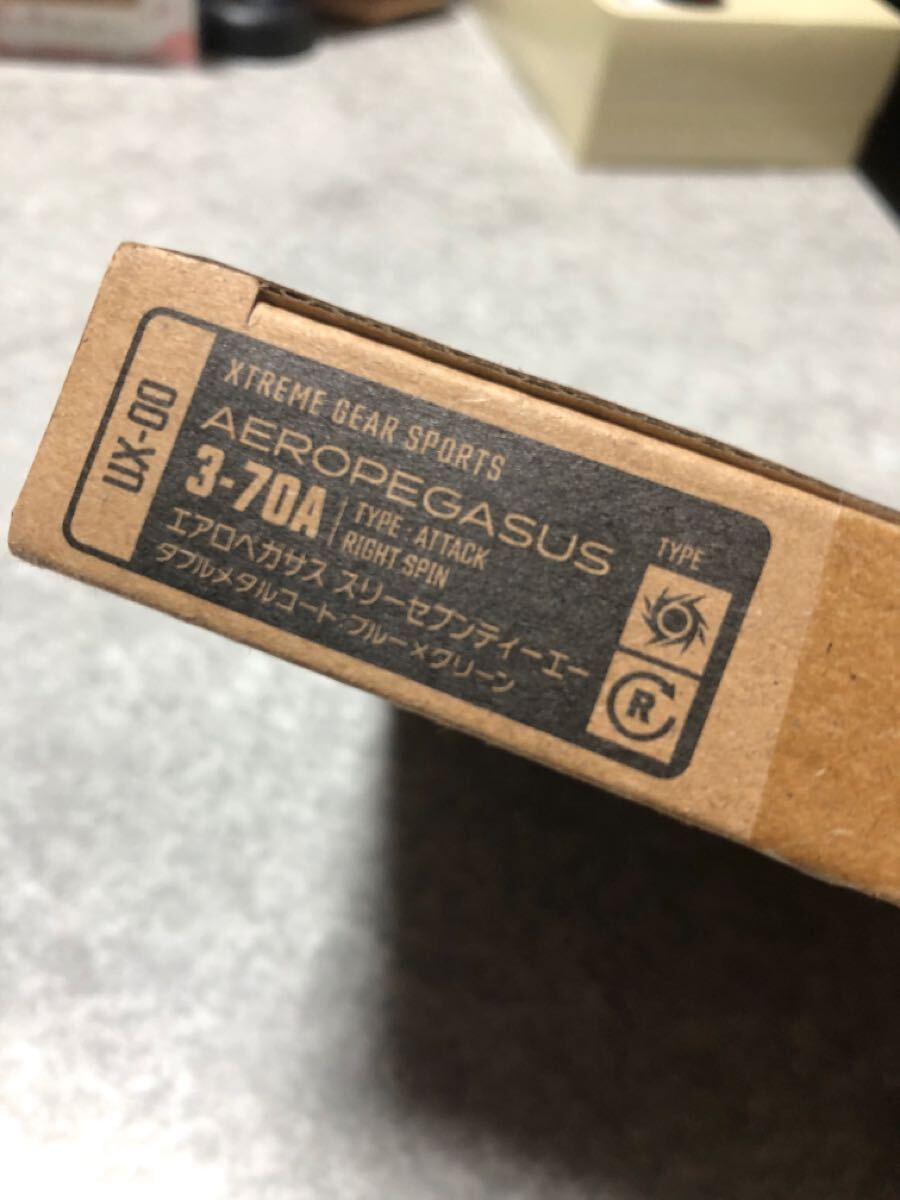 UX-00
XTREME GEAR SPORTS
AEROPEGASUS
3-70A
TYPE: ATTACK
RIGHT SPIN
エアロペガサス スリーセブンティーエー
ダブルメタルコート:ブルー×グリーン
TYPE
R